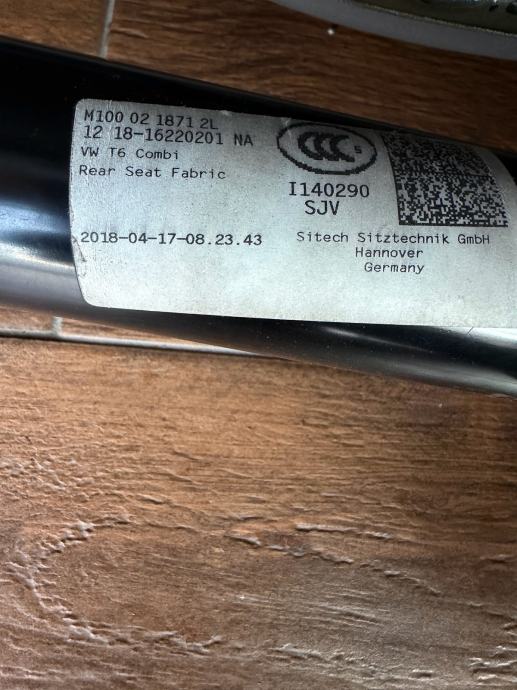 M100 02 1871 2L
12 18-16220201 NA
VW T6 Combi
Rear Seat Fabric
CCC S
I140290
SJV
2018-04-17-08.23.43
Sitech Sitztechnik GmbH
Hannover
Germany